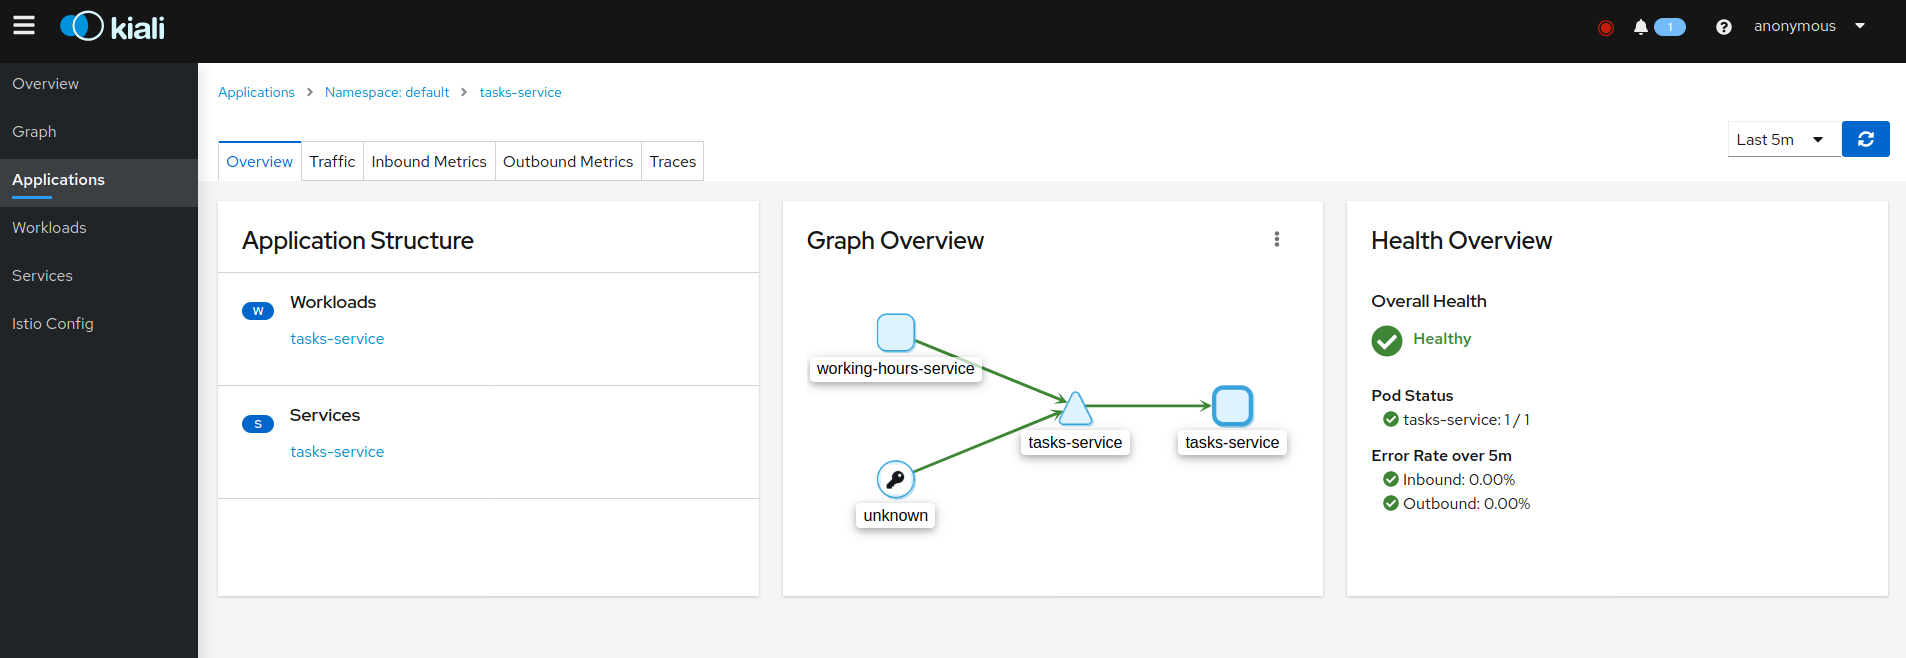 kiali
1
anonymous
Overview
Graph
Applications
Workloads
Services
Istio Config
Applications > Namespace: default > tasks-service
Last 5m
Overview Traffic Inbound Metrics Outbound Metrics Traces
Application Structure
W Workloads
tasks-service
S Services
tasks-service
Graph Overview
working-hours-service
tasks-service
tasks-service
unknown
Health Overview
Overall Health
Healthy
Pod Status
tasks-service: 1 / 1
Error Rate over 5m
Inbound: 0.00%
Outbound: 0.00%